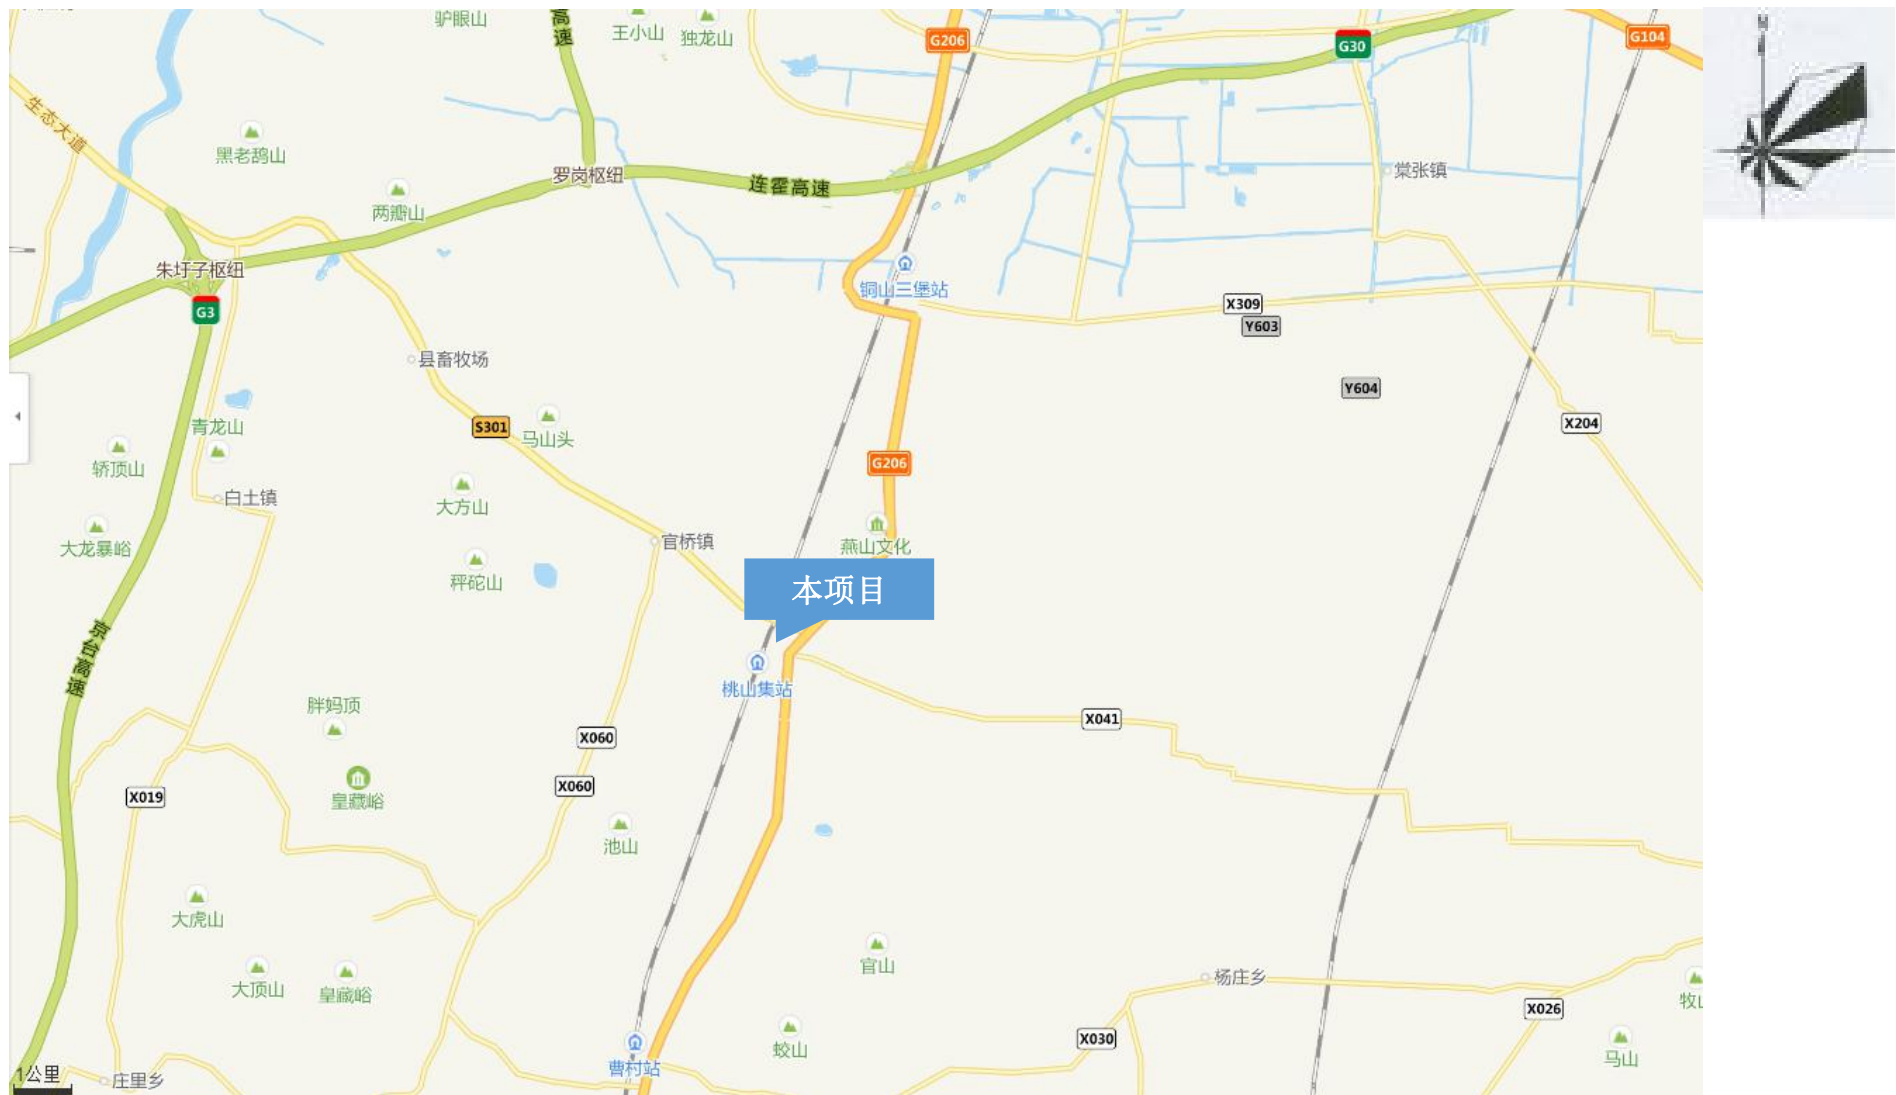 驴眼山
高速
王小山
独龙山
G206
G30
G104
生态大道
黑老鸹山
两瓣山
罗岗枢纽
连霍高速
棠张镇
朱圩子枢纽
G3
铜山三堡站
X309
Y603
县畜牧场
Y604
青龙山
S301
马山头
X204
轿顶山
G206
白土镇
大方山
大龙暴峪
官桥镇
燕山文化
秤砣山
本项目
京台高速
桃山集站
胖妈顶
X041
X060
X060
皇藏峪
X019
池山
大虎山
官山
大顶山
皇藏峪
杨庄乡
牧山
X026
X030
蛟山
马山
曹村站
1公里
庄里乡